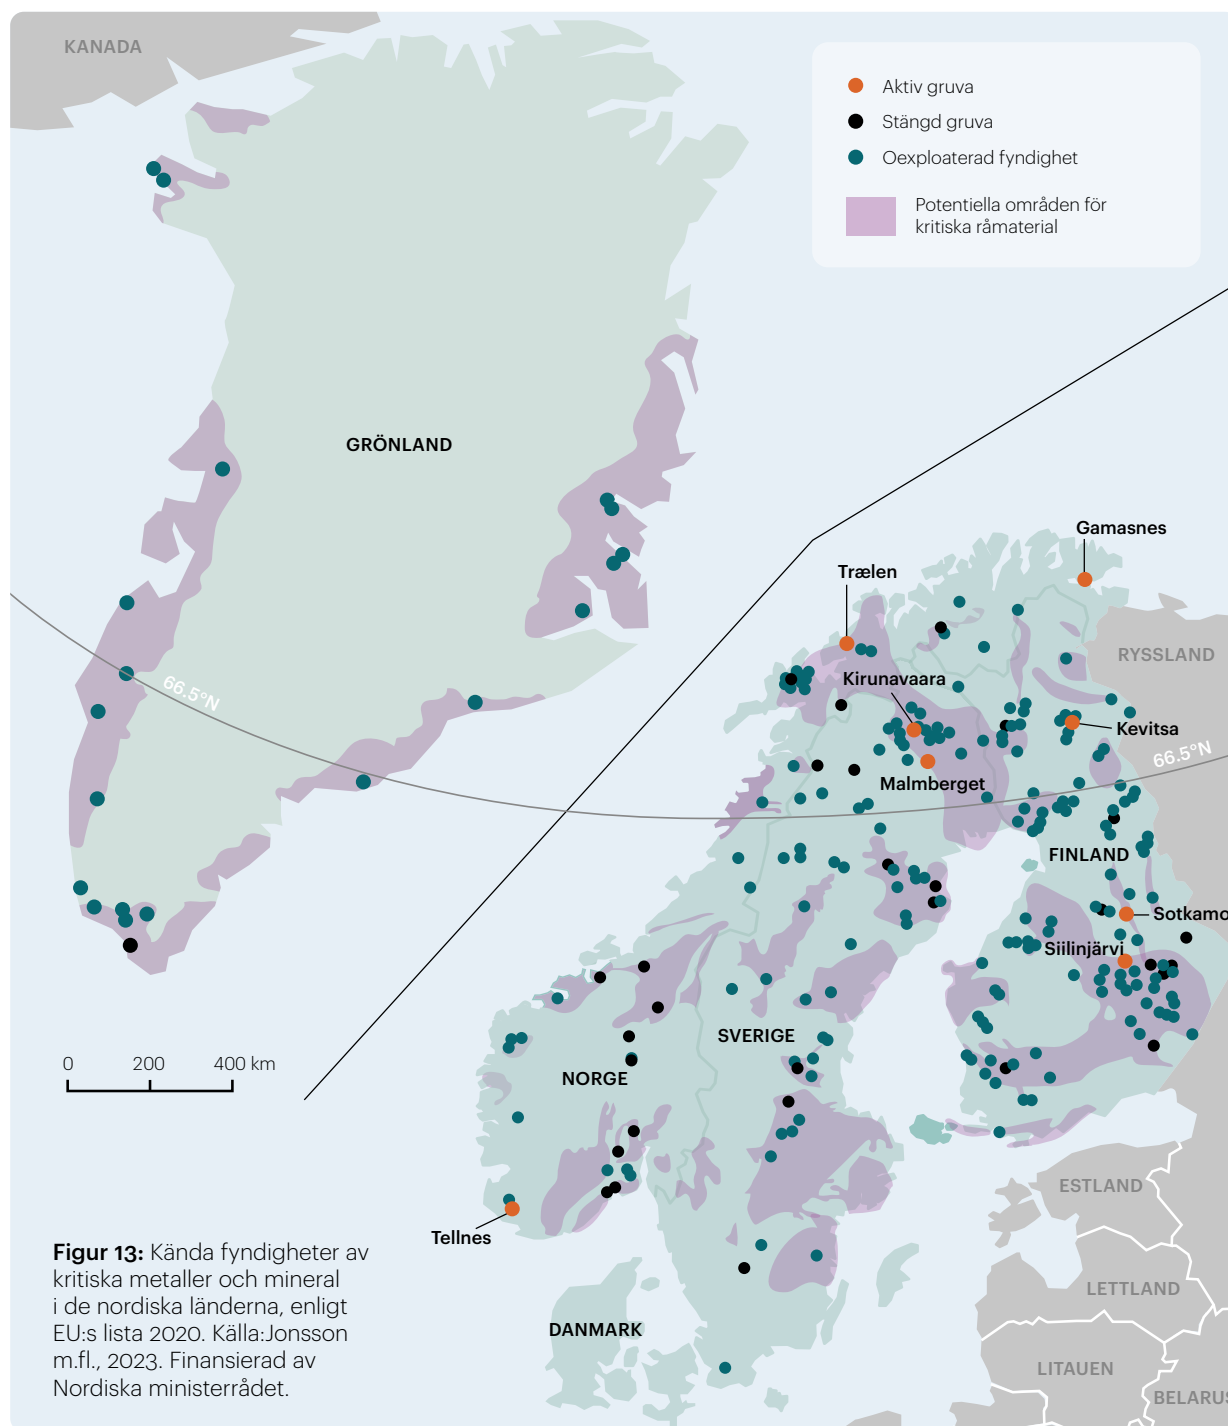 KANADA
Aktiv gruva
Stängd gruva
Oexploaterad fyndighet
Potentiella områden för
kritiska råmaterial
GRÖNLAND
Gamasnes
Trælen
RYSSLAND
Kirunavaara
66.5°N
Kevitsa
66.5°N
Malmberget
FINLAND
Sotkamo
Siilinjärvi
SVERIGE
0 200 400 km
NORGE
ESTLAND
Tellnes
Figur 13: Kända fyndigheter av
kritiska metaller och mineral
i de nordiska länderna, enligt
EU:s lista 2020. Källa:Jonsson
m.fl., 2023. Finansierad av
Nordiska ministerrådet.
LETTLAND
DANMARK
LITAUEN
BELARUS